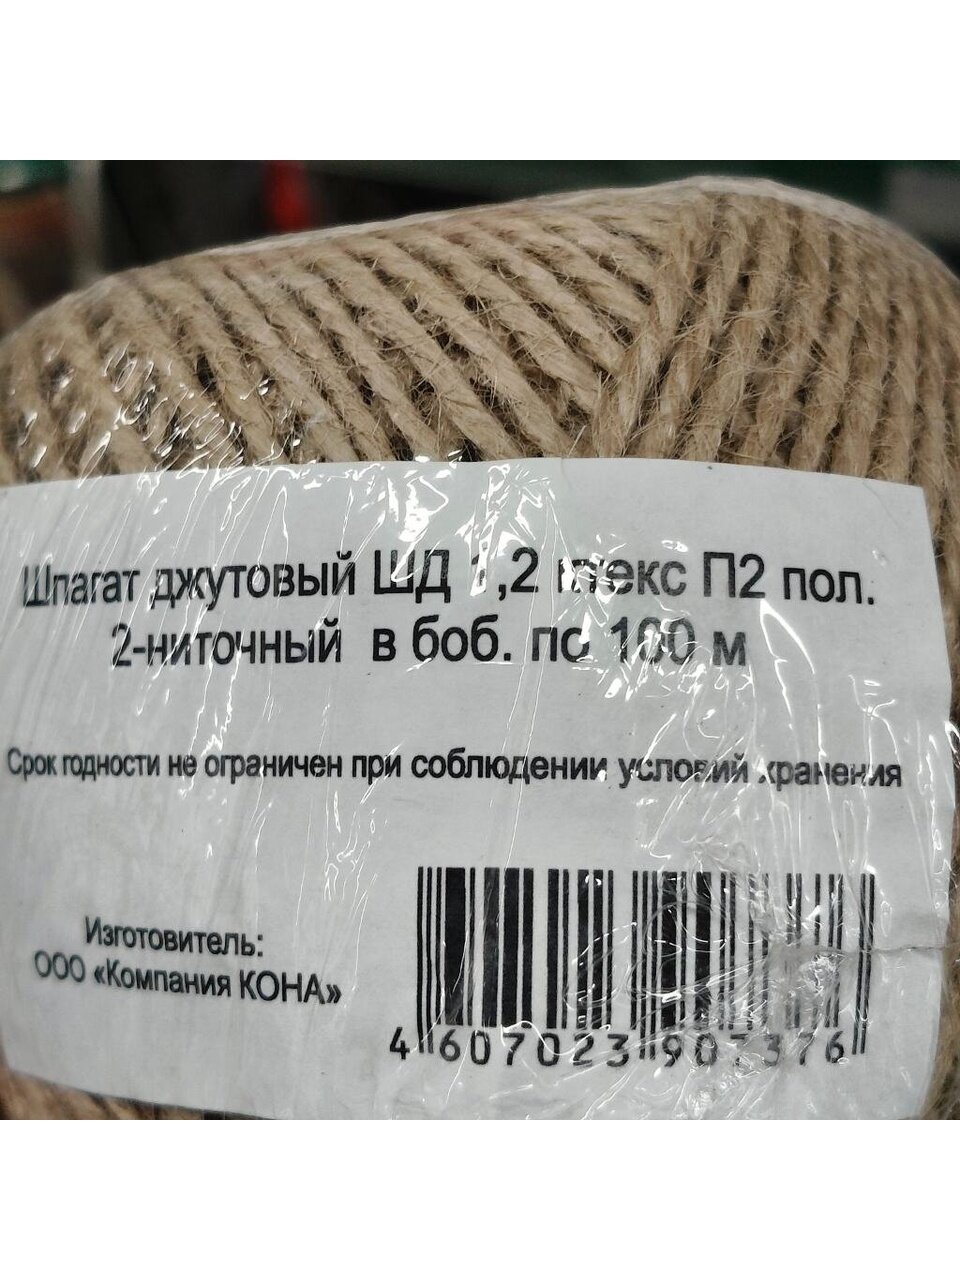 Шпагат джутовый ШД 1,2 ктекс П2 пол.
2-ниточный в боб. по 100 м
Срок годности не ограничен при соблюдении условий хранения
Изготовитель:
ООО «Компания КОНА»
4 607023 907376